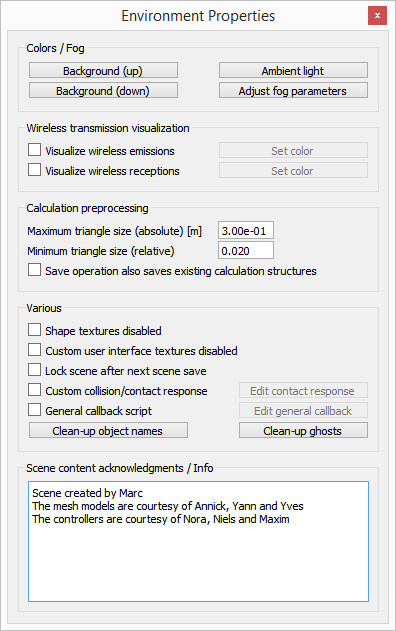 Environment Properties
x
Colors / Fog
Background (up) Ambient light
Background (down) Adjust fog parameters
Wireless transmission visualization
Visualize wireless emissions Set color
Visualize wireless receptions Set color
Calculation preprocessing
Maximum triangle size (absolute) [m] 3.00e-01
Minimum triangle size (relative) 0.020
Save operation also saves existing calculation structures
Various
Shape textures disabled
Custom user interface textures disabled
Lock scene after next scene save
Custom collision/contact response Edit contact response
General callback script Edit general callback
Clean-up object names Clean-up ghosts
Scene content acknowledgments / Info
Scene created by Marc
The mesh models are courtesy of Annick, Yann and Yves
The controllers are courtesy of Nora, Niels and Maxim